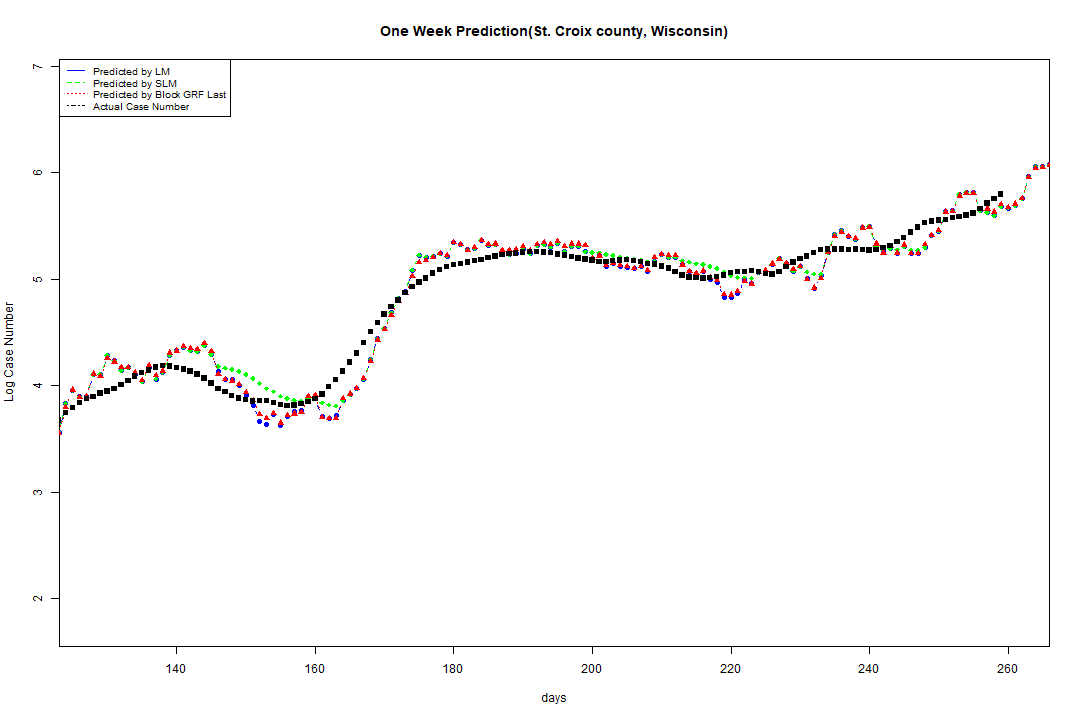 One Week Prediction(St. Croix county, Wisconsin)
Predicted by LM
Predicted by SLM
Predicted by Block GRF Last
Actual Case Number
7
6
5
4
3
2
Log Case Number
140 160 180 200 220 240 260
days